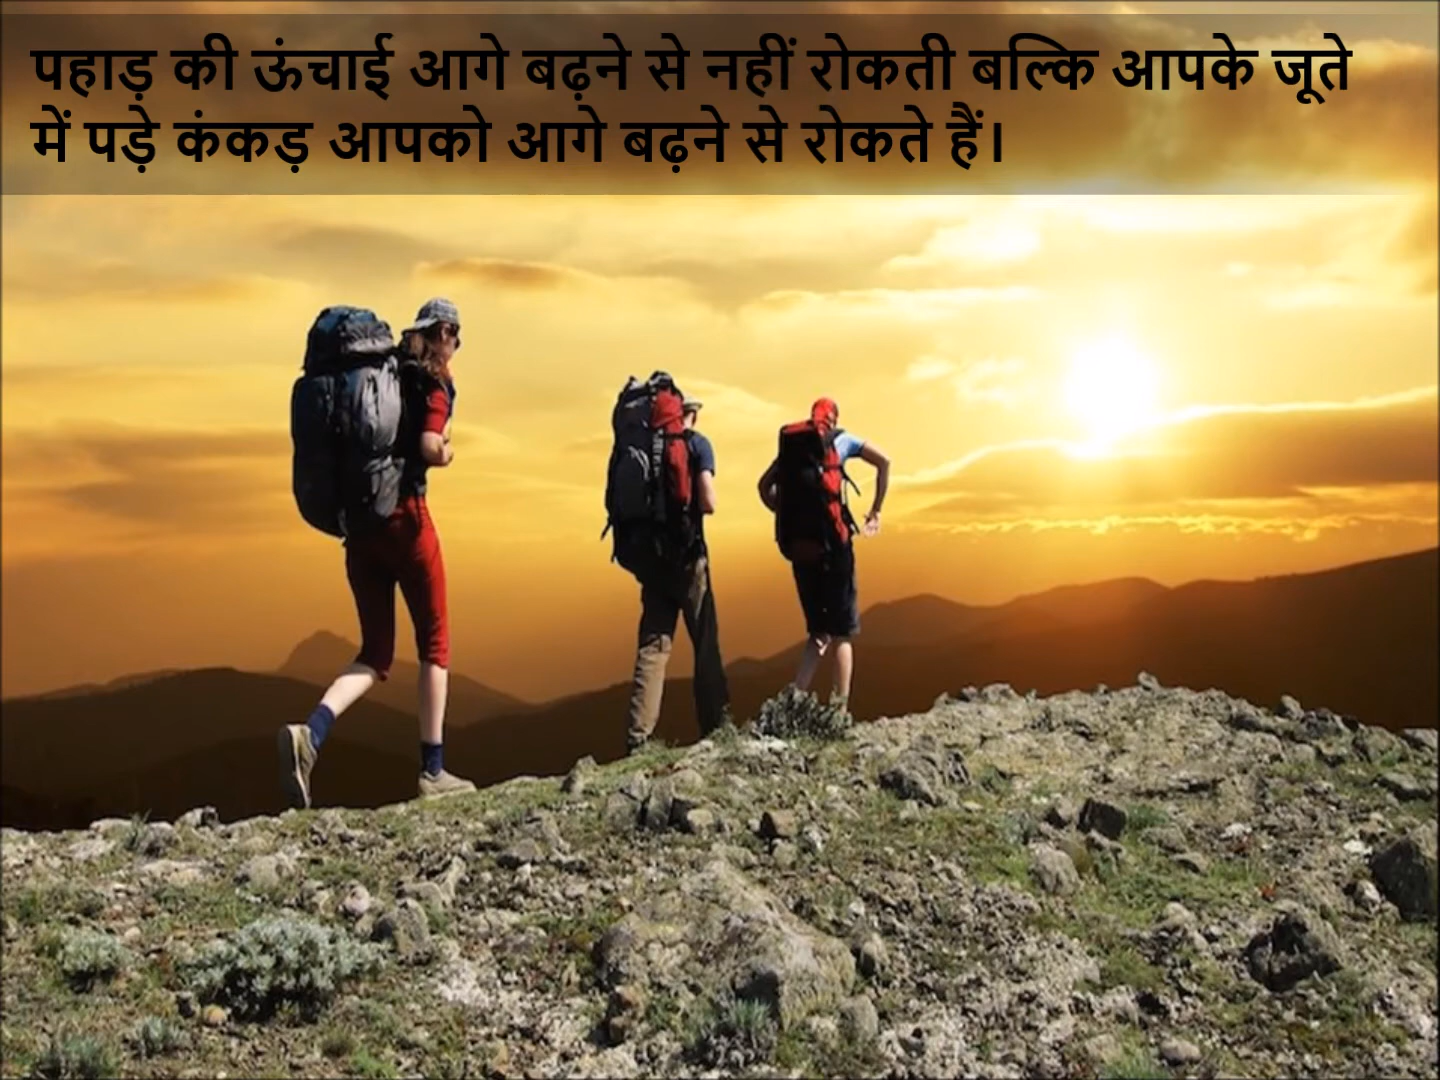 पहाड़ की ऊंचाई आगे बढ़ने से नहीं रोकती बल्कि आपके जूते
में पड़े कंकड़ आपको आगे बढ़ने से रोकते हैं।